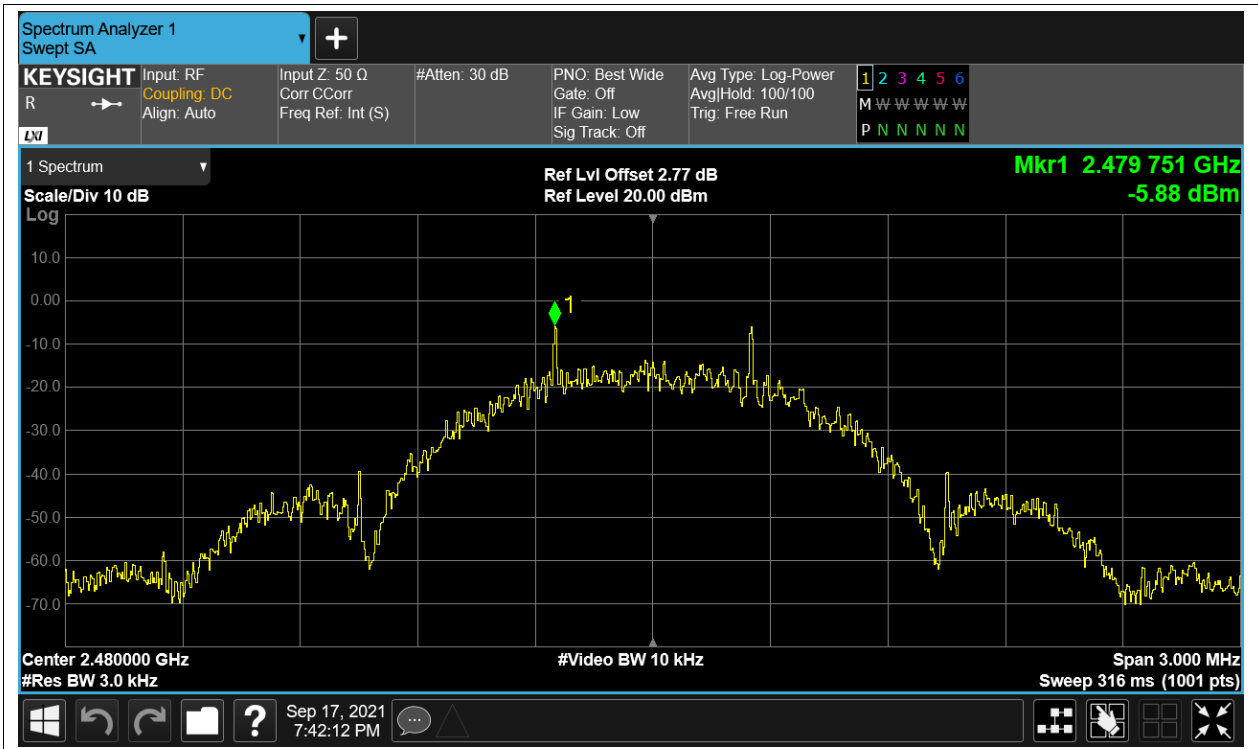 Spectrum Analyzer 1
Swept SA
KEYSIGHT
R
LXI
Input: RF
Coupling: DC
Align: Auto
Input Z: 50 Ω
Corr CCorr
Freq Ref: Int (S)
#Atten: 30 dB
PNO: Best Wide
Gate: Off
IF Gain: Low
Sig Track: Off
Avg Type: Log-Power
Avg|Hold: 100/100
Trig: Free Run
1 2 3 4 5 6
M W W W W W W
P N N N N N N
1 Spectrum
Scale/Div 10 dB
Log
Ref Lvl Offset 2.77 dB
Ref Level 20.00 dBm
Mkr1 2.479 751 GHz
-5.88 dBm
10.0
0.00
-10.0
-20.0
-30.0
-40.0
-50.0
-60.0
-70.0
1
Center 2.480000 GHz
#Res BW 3.0 kHz
#Video BW 10 kHz
Span 3.000 MHz
Sweep 316 ms (1001 pts)
?
Sep 17, 2021
7:42:12 PM